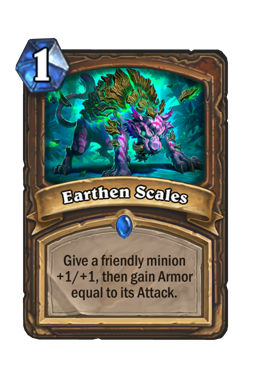 1
Earthen Scales
Give a friendly minion
+1/+1, then gain Armor
equal to its Attack.